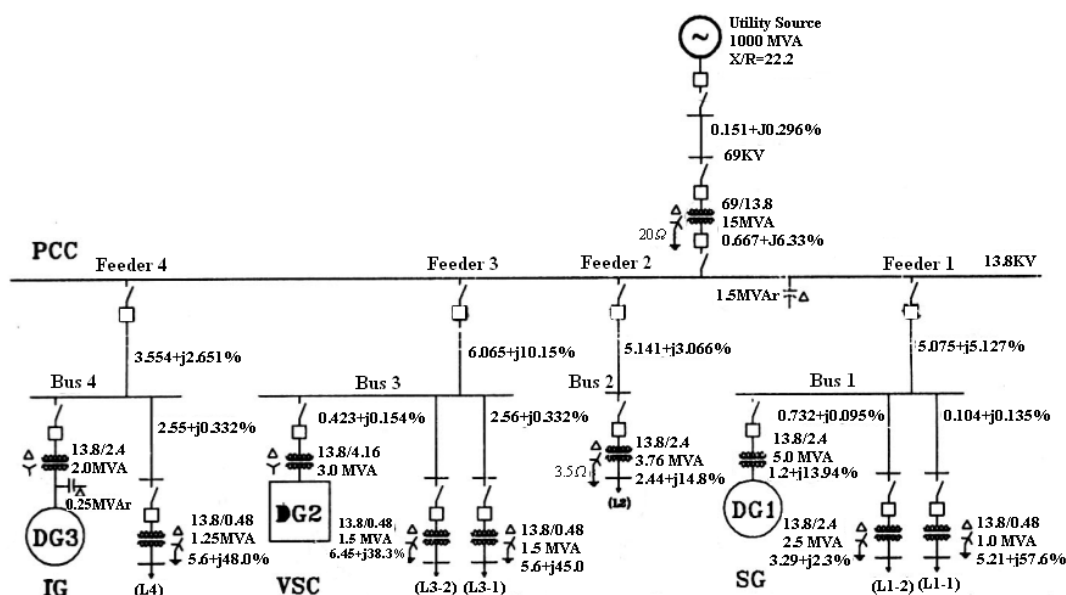 Utility Source
1000 MVA
X/R=22.2
0.151+J0.296%
69KV
69/13.8
15MVA
20Ω
0.667+J6.33%
PCC
Feeder 4
Feeder 3
Feeder 2
Feeder 1
13.8KV
1.5MVAr
3.554+j2.651%
6.065+j10.15%
5.141+j3.066%
5.075+j5.127%
Bus 4
Bus 3
Bus 2
Bus 1
2.55+j0.332%
0.423+j0.154%
2.56+j0.332%
0.732+j0.095%
0.104+j0.135%
13.8/2.4
2.0MVA
0.25MVAr
DG3
IG
13.8/0.48
1.25MVA
5.6+j48.0%
(L4)
13.8/4.16
3.0 MVA
DG2
VSC
13.8/0.48
1.5 MVA
6.45+j38.3%
(L3-2)
13.8/0.48
1.5 MVA
5.6+j45.0
(L3-1)
13.8/2.4
3.76 MVA
3.5Ω
2.44+j14.8%
(L2)
13.8/2.4
5.0 MVA
1.2+j13.94%
DG1
SG
13.8/2.4
2.5 MVA
3.29+j2.3%
(L1-2)
13.8/0.48
1.0 MVA
5.21+j57.6%
(L1-1)